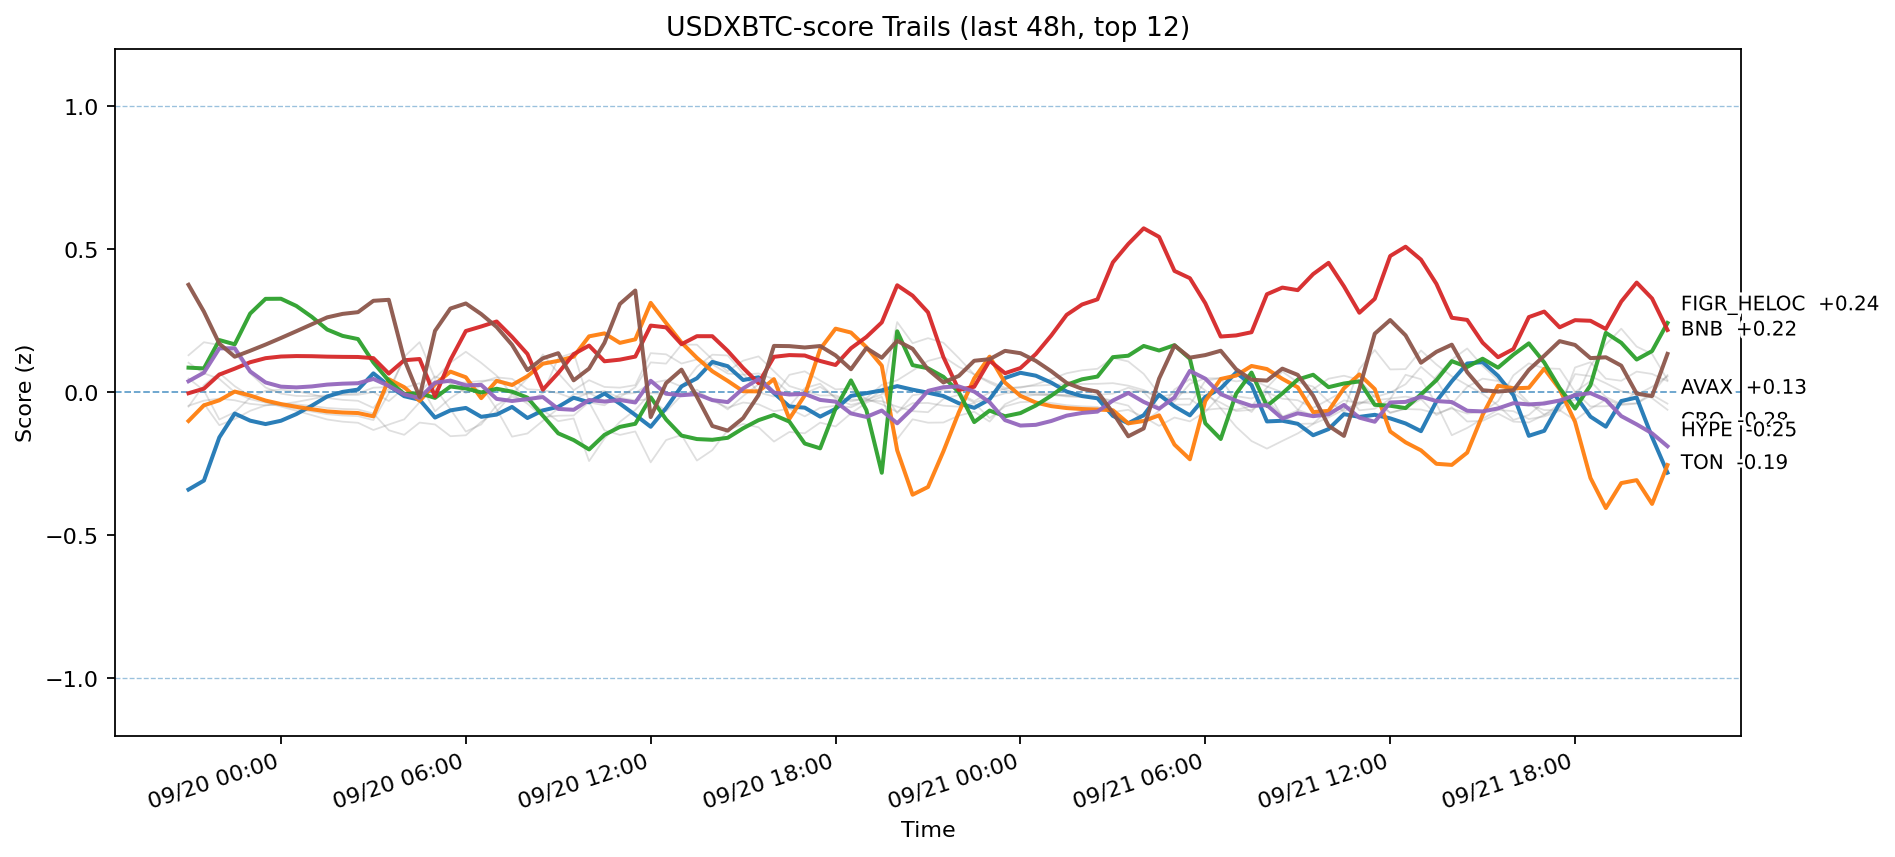 USDXBTC-score Trails (last 48h, top 12)
Score (z)
1.0
0.5
0.0
−0.5
−1.0
FIGR_HELOC +0.24
BNB +0.22
AVAX +0.13
CRO -0.28
HYPE -0.25
TON -0.19
09/20 00:00
09/20 06:00
09/20 12:00
09/20 18:00
09/21 00:00
09/21 06:00
09/21 12:00
09/21 18:00
Time